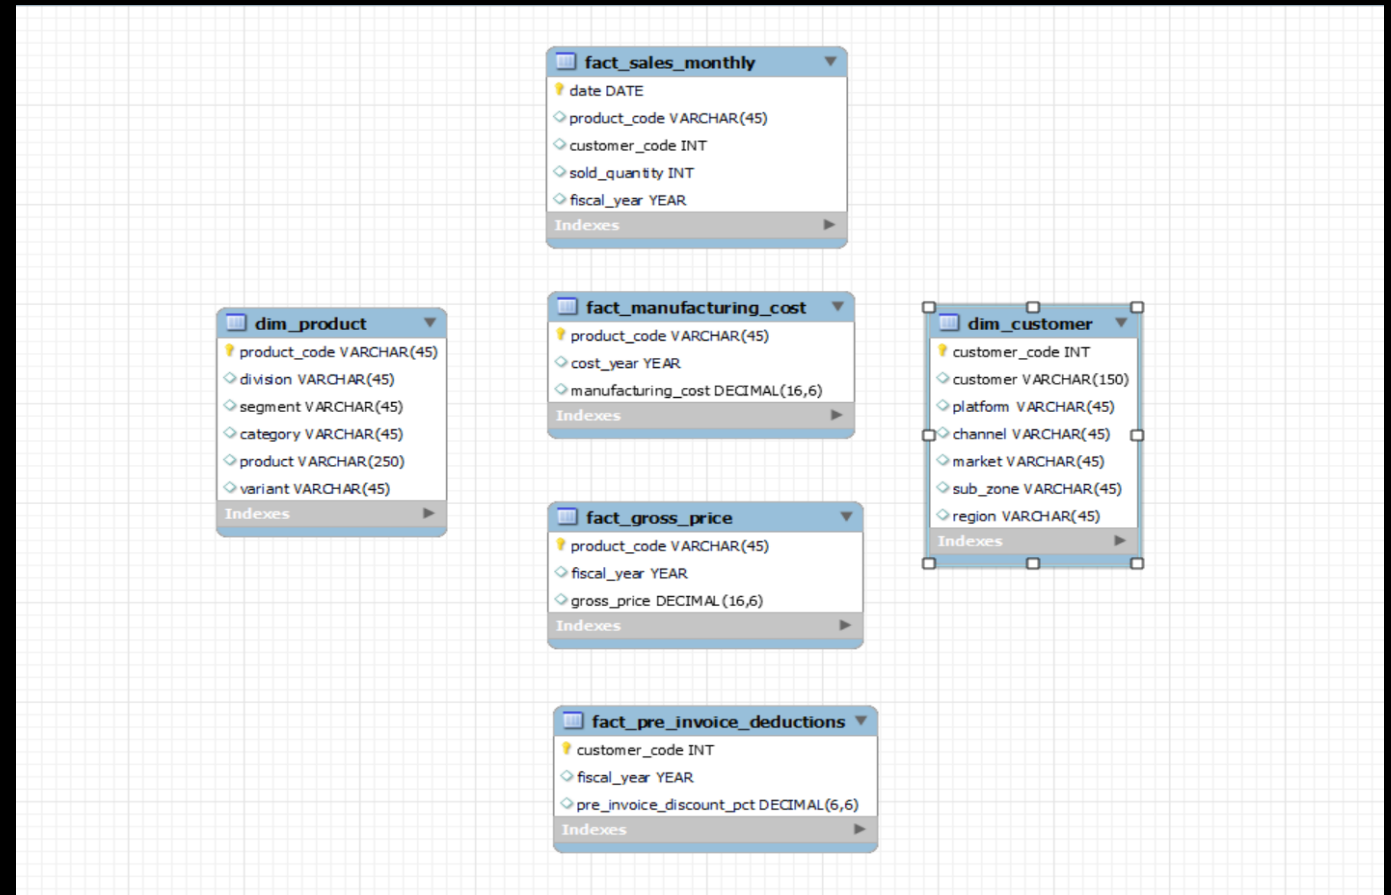 fact_sales_monthly
date DATE
product_code VARCHAR(45)
customer_code INT
sold_quantity INT
fiscal_year YEAR
Indexes
dim_product
product_code VARCHAR(45)
division VARCHAR(45)
segment VARCHAR(45)
category VARCHAR(45)
product VARCHAR(250)
variant VARCHAR(45)
Indexes
fact_manufacturing_cost
product_code VARCHAR(45)
cost_year YEAR
manufacturing_cost DECIMAL(16,6)
Indexes
dim_customer
customer_code INT
customer VARCHAR(150)
platform VARCHAR(45)
channel VARCHAR(45)
market VARCHAR(45)
sub_zone VARCHAR(45)
region VARCHAR(45)
Indexes
fact_gross_price
product_code VARCHAR(45)
fiscal_year YEAR
gross_price DECIMAL(16,6)
Indexes
fact_pre_invoice_deductions
customer_code INT
fiscal_year YEAR
pre_invoice_discount_pct DECIMAL(6,6)
Indexes